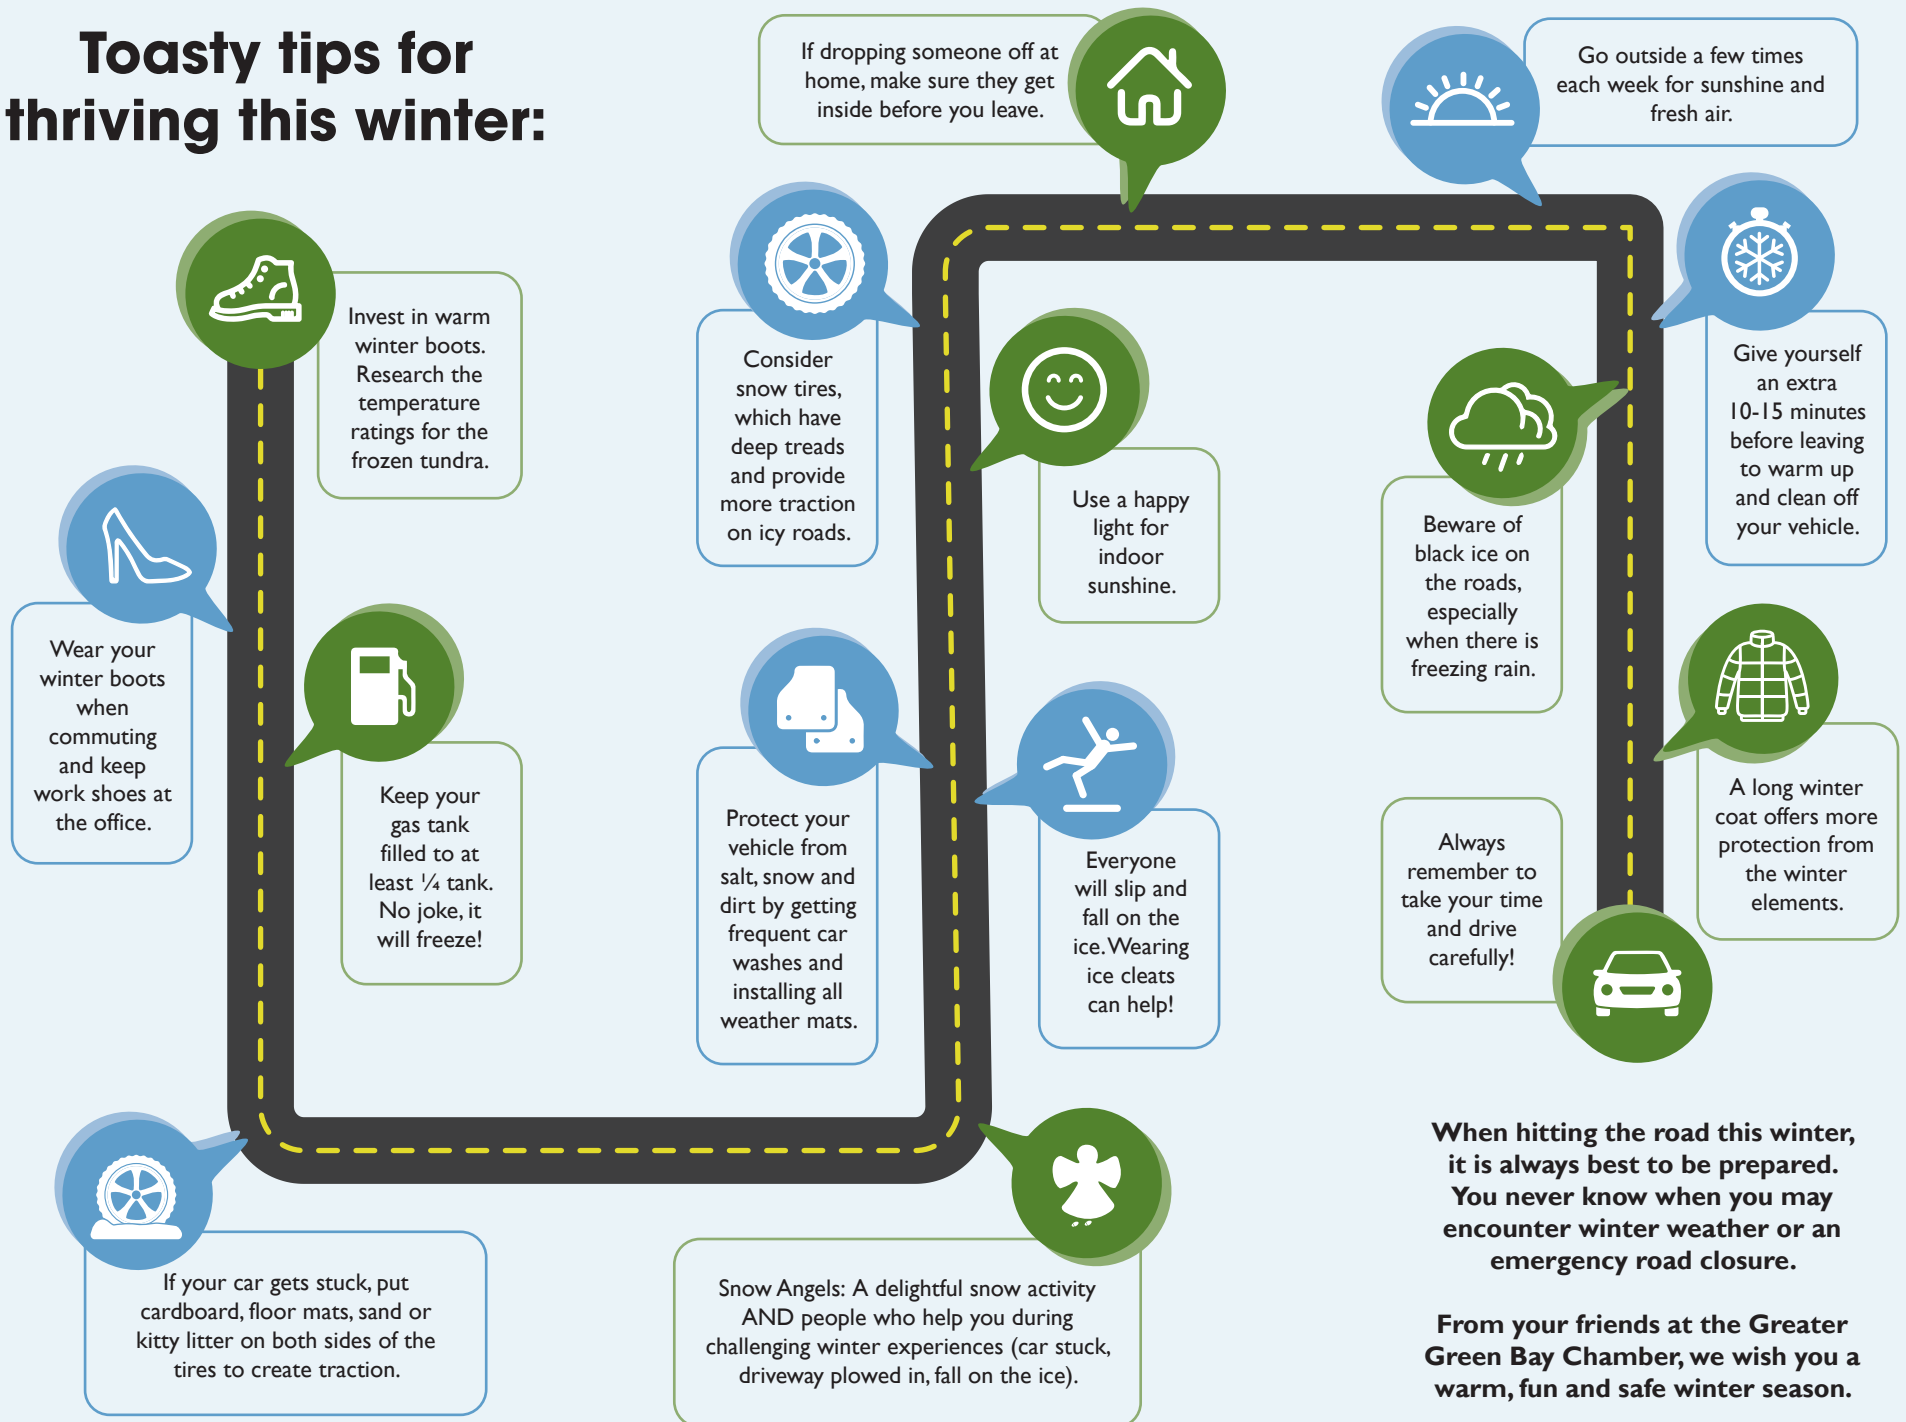 Toasty tips for
thriving this winter:
Invest in warm
winter boots.
Research the
temperature
ratings for the
frozen tundra.
Wear your
winter boots
when
commuting
and keep
work shoes at
the office.
Keep your
gas tank
filled to at
least ¼ tank.
No joke, it
will freeze!
If your car gets stuck, put
cardboard, floor mats, sand or
kitty litter on both sides of the
tires to create traction.
Snow Angels: A delightful snow activity
AND people who help you during
challenging winter experiences (car stuck,
driveway plowed in, fall on the ice).
Everyone
will slip and
fall on the
ice. Wearing
ice cleats
can help!
Protect your
vehicle from
salt, snow and
dirt by getting
frequent car
washes and
installing all
weather mats.
Use a happy
light for
indoor
sunshine.
Consider
snow tires,
which have
deep treads
and provide
more traction
on icy roads.
If dropping someone off at
home, make sure they get
inside before you leave.
Go outside a few times
each week for sunshine and
fresh air.
Give yourself
an extra
10-15 minutes
before leaving
to warm up
and clean off
your vehicle.
Beware of
black ice on
the roads,
especially
when there is
freezing rain.
A long winter
coat offers more
protection from
the winter
elements.
Always
remember to
take your time
and drive
carefully!
When hitting the road this winter,
it is always best to be prepared.
You never know when you may
encounter winter weather or an
emergency road closure.
From your friends at the Greater
Green Bay Chamber, we wish you a
warm, fun and safe winter season.